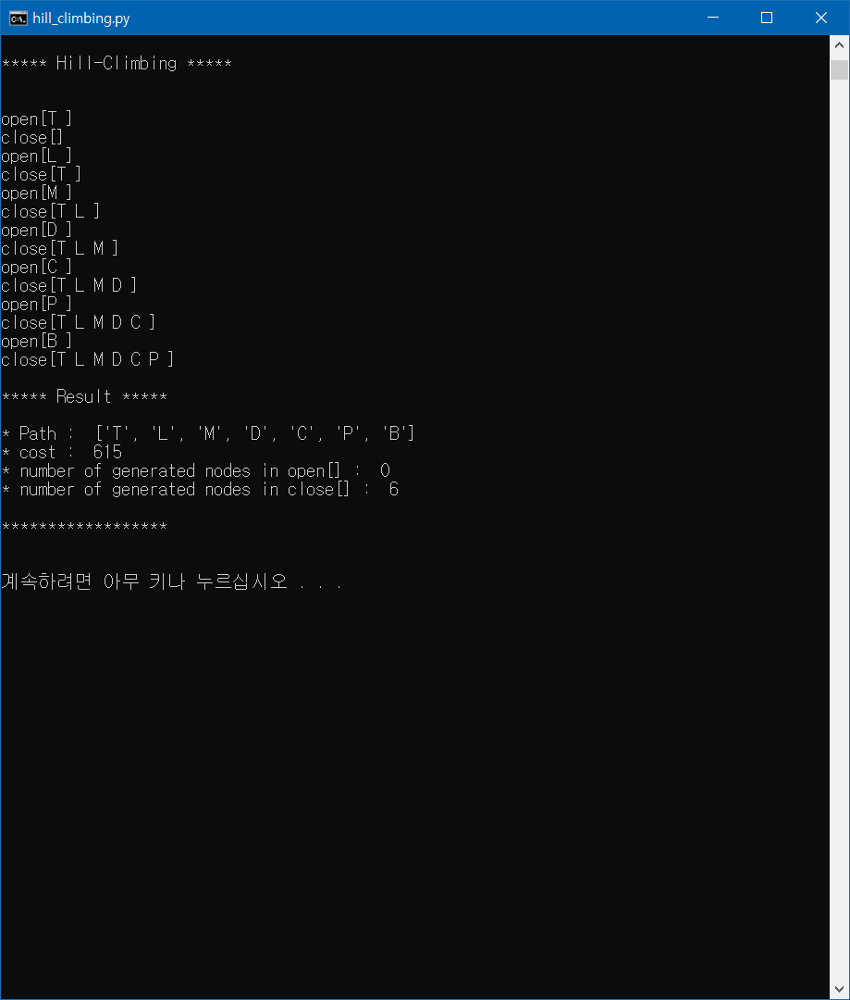 hill_climbing.py
***** Hill-Climbing *****
open[T ]
close[]
open[L ]
close[T ]
open[M ]
close[T L ]
open[D ]
close[T L M ]
open[C ]
close[T L M D ]
open[P ]
close[T L M D C ]
open[B ]
close[T L M D C P ]
***** Result *****
* Path :  ['T', 'L', 'M', 'D', 'C', 'P', 'B']
* cost :  615
* number of generated nodes in open[] :  0
* number of generated nodes in close[] :  6
******************
계속하려면 아무 키나 누르십시오 . . .